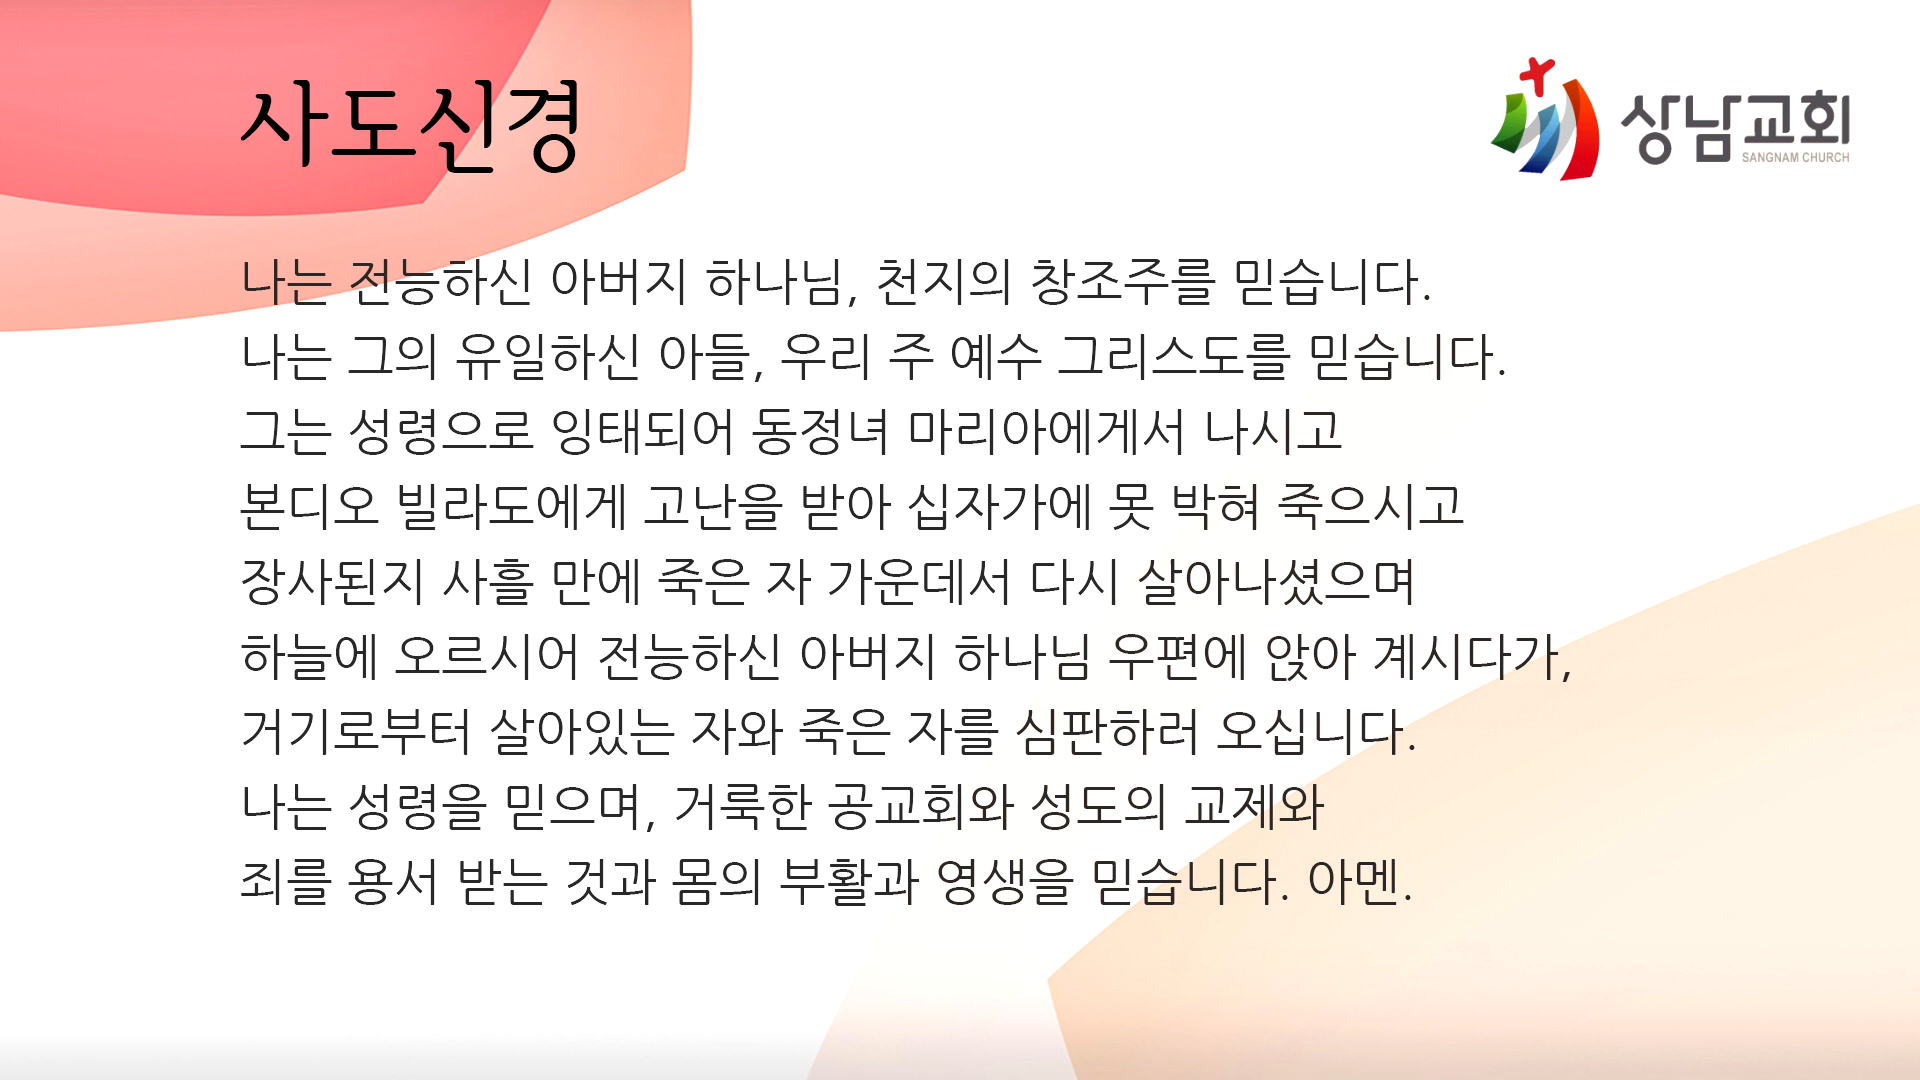 사도신경
상남교회
SANGNAM CHURCH
나는 전능하신 아버지 하나님, 천지의 창조주를 믿습니다.
나는 그의 유일하신 아들, 우리 주 예수 그리스도를 믿습니다.
그는 성령으로 잉태되어 동정녀 마리아에게서 나시고
본디오 빌라도에게 고난을 받아 십자가에 못 박혀 죽으시고
장사된지 사흘 만에 죽은 자 가운데서 다시 살아나셨으며
하늘에 오르시어 전능하신 아버지 하나님 우편에 앉아 계시다가,
거기로부터 살아있는 자와 죽은 자를 심판하러 오십니다.
나는 성령을 믿으며, 거룩한 공교회와 성도의 교제와
죄를 용서 받는 것과 몸의 부활과 영생을 믿습니다. 아멘.